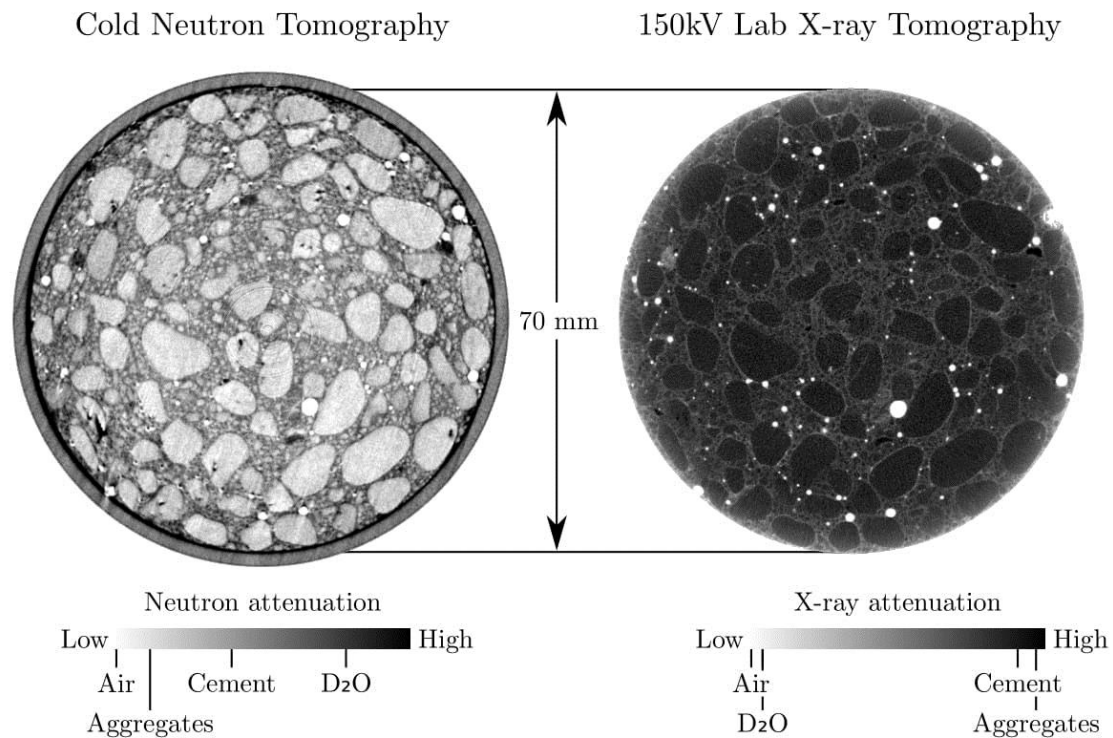 Cold Neutron Tomography
150kV Lab X-ray Tomography
70 mm
Neutron attenuation
Low High
Air Cement D₂O
Aggregates
X-ray attenuation
Low High
Air Cement
D₂O Aggregates